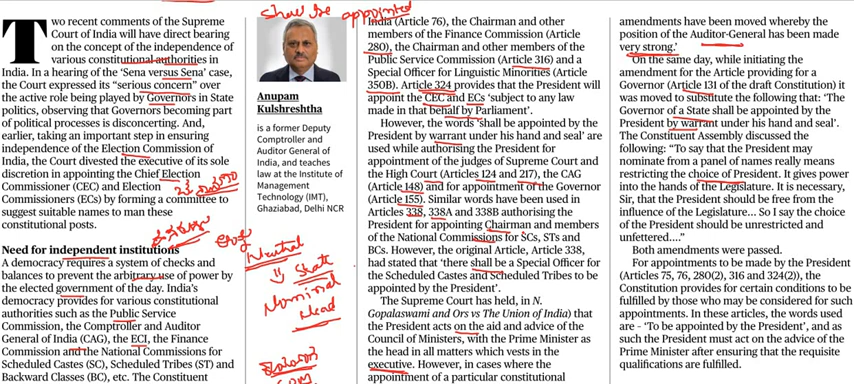 Two recent comments of the Supreme
Court of India will have direct bearing
on the concept of the independence of
various constitutional authorities in
India. In a hearing of the 'Sena versus Sena' case,
the Court expressed its "serious concern" over
the active role being played by Governors in State
politics, observing that Governors becoming part
of political processes is disconcerting. And,
earlier, taking an important step in ensuring
independence of the Election Commission of
India, the Court divested the executive of its sole
discretion in appointing the Chief Election
Commissioner (CEC) and Election
Commissioners (ECs) by forming a committee to
suggest suitable names to man these
constitutional posts.
Need for independent institutions
A democracy requires a system of checks and
balances to prevent the arbitrary use of power by
the elected government of the day. India's
democracy provides for various constitutional
authorities such as the Public Service
Commission, the Comptroller and Auditor
General of India (CAG), the ECI, the Finance
Commission and the National Commissions for
Scheduled Castes (SC), Scheduled Tribes (ST) and
Backward Classes (BC), etc. The Constituent
Shall be appointed
Anupam
Kulshreshtha
is a former Deputy
Comptroller and
Auditor General of
India, and teaches
law at the Institute of
Management
Technology (IMT),
Ghaziabad, Delhi NCR
Neutral
State
Nominal
Head
India (Article 76), the Chairman and other
members of the Finance Commission (Article
280), the Chairman and other members of the
Public Service Commission (Article 316) and a
Special Officer for Linguistic Minorities (Article
350B). Article 324 provides that the President will
appoint the CEC and ECs 'subject to any law
made in that behalf by Parliament'.
However, the words 'shall be appointed by the
President by warrant under his hand and seal' are
used while authorising the President for
appointment of the judges of Supreme Court and
the High Court (Articles 124 and 217), the CAG
(Article 148) and for appointment of the Governor
(Article 155). Similar words have been used in
Articles 338, 338A and 338B authorising the
President for appointing Chairman and members
of the National Commissions for SCs, STs and
BCs. However, the original Article, Article 338,
had stated that 'there shall be a Special Officer for
the Scheduled Castes and Scheduled Tribes to be
appointed by the President'.
The Supreme Court has held, in N.
Gopalaswami and Ors vs The Union of India) that
the President acts on the aid and advice of the
Council of Ministers, with the Prime Minister as
the head in all matters which vests in the
executive. However, in cases where the
appointment of a particular constitutional
amendments have been moved whereby the
position of the Auditor-General has been made
very strong.'
On the same day, while initiating the
amendment for the Article providing for a
Governor (Article 131 of the draft Constitution) it
was moved to substitute the following that: 'The
Governor of a State shall be appointed by the
President by warrant under his hand and seal'.
The Constituent Assembly discussed the
following: "To say that the President may
nominate from a panel of names really means
restricting the choice of President. It gives power
into the hands of the Legislature. It is necessary,
Sir, that the President should be free from the
influence of the Legislature... So I say the choice
of the President should be unrestricted and
unfettered...."
Both amendments were passed.
For appointments to be made by the President
(Articles 75, 76, 280(2), 316 and 324(2)), the
Constitution provides for certain conditions to be
fulfilled by those who may be considered for such
appointments. In these articles, the words used
are – 'To be appointed by the President', and as
such the President must act on the advice of the
Prime Minister after ensuring that the requisite
qualifications are fulfilled.